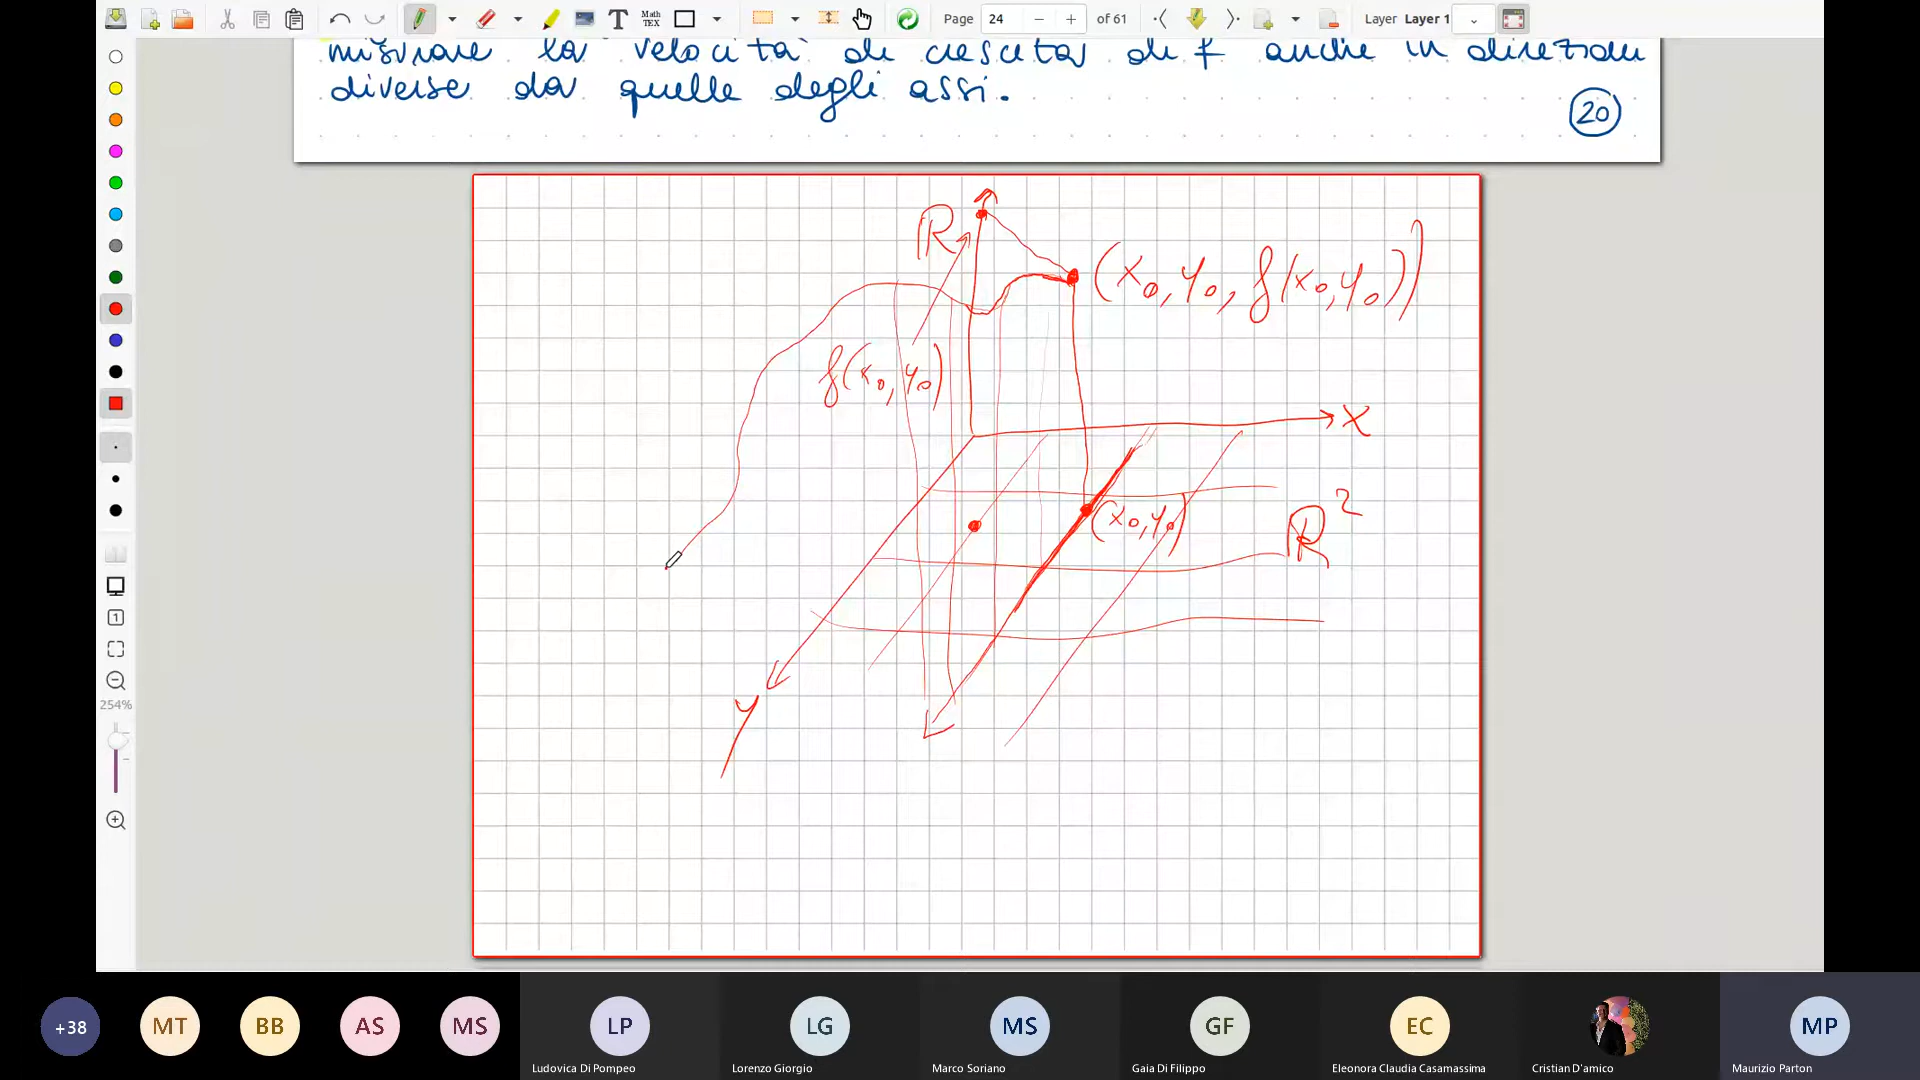 Math
TEX
T
Page 24 of 61
Layer Layer 1
misurare la velocità di crescita di f anche in direzioni
diverse da quelle degli assi.
20
R
(x₀, y₀, f(x₀,y₀))
f(x₀, y₀)
x
(x₀, y₀)
R²
y
1
254%
+38
MT
BB
AS
MS
LP
LG
MS
GF
EC
MP
Ludovica Di Pompeo
Lorenzo Giorgio
Marco Soriano
Gaia Di Filippo
Eleonora Claudia Casamassima
Cristian D'amico
Maurizio Parton